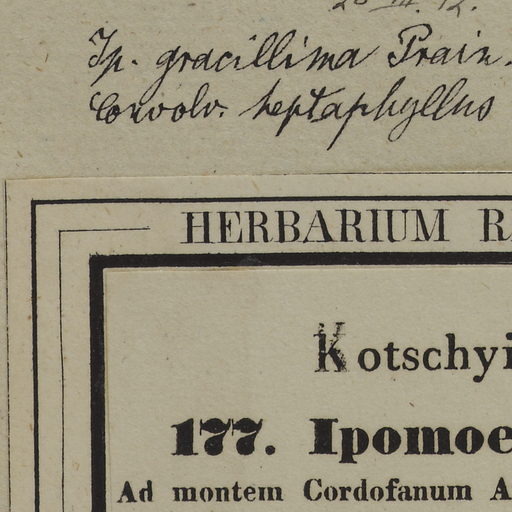 Ip. gracillima Prain.
Convolv. heptaphyllus
HERBARIUM
Kotschyi
177. Ipomoe
Ad montem Cordofanum A